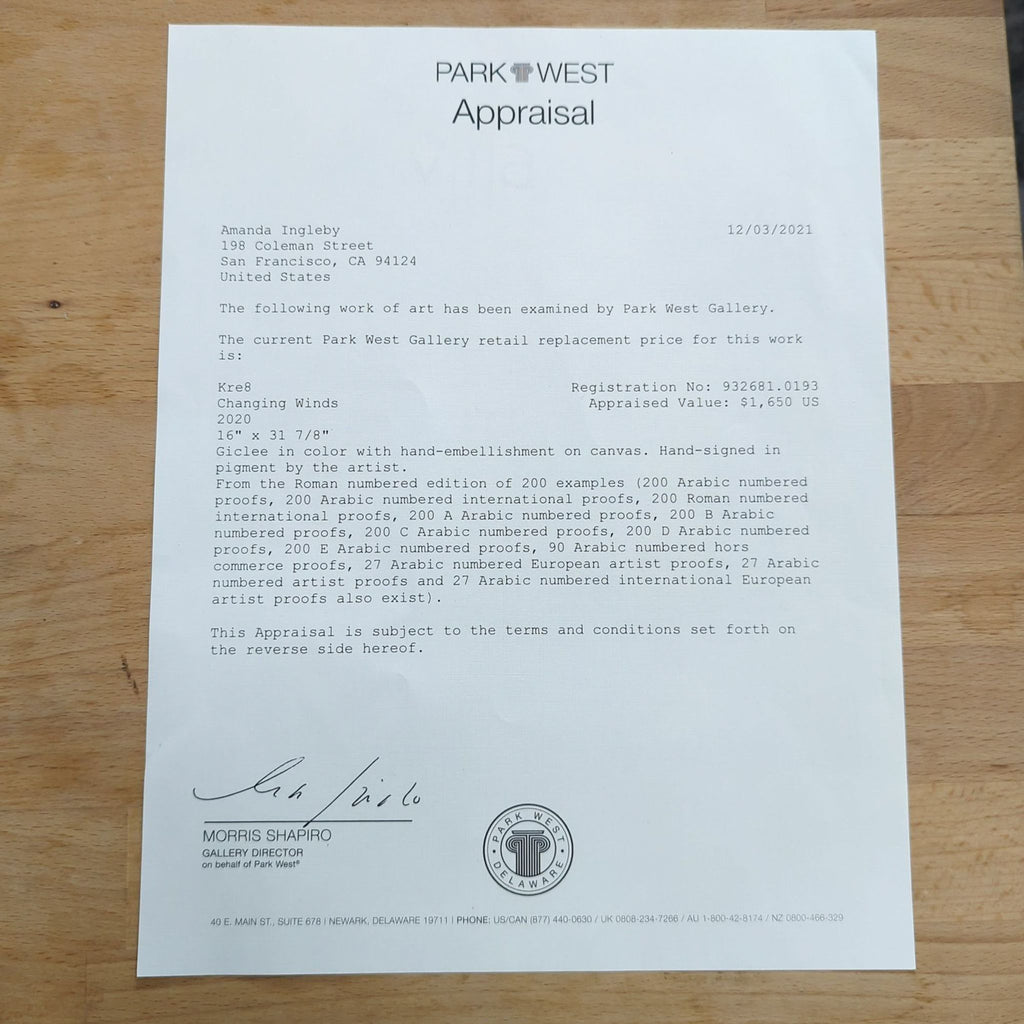 PARK WEST
Appraisal
Amanda Ingleby 12/03/2021
198 Coleman Street
San Francisco, CA 94124
United States
The following work of art has been examined by Park West Gallery.
The current Park West Gallery retail replacement price for this work
is:
Kre8 Registration No: 932681.0193
Changing Winds Appraised Value: $1,650 US
2020
16" x 31 7/8"
Giclee in color with hand-embellishment on canvas. Hand-signed in
pigment by the artist.
From the Roman numbered edition of 200 examples (200 Arabic numbered
proofs, 200 Arabic numbered international proofs, 200 Roman numbered
international proofs, 200 A Arabic numbered proofs, 200 B Arabic
numbered proofs, 200 C Arabic numbered proofs, 200 D Arabic numbered
proofs, 200 E Arabic numbered proofs, 90 Arabic numbered hors
commerce proofs, 27 Arabic numbered European artist proofs, 27 Arabic
numbered artist proofs and 27 Arabic numbered international European
artist proofs also exist).
This Appraisal is subject to the terms and conditions set forth on
the reverse side hereof.
MORRIS SHAPIRO
GALLERY DIRECTOR
on behalf of Park West®
PARK WEST
DELAWARE
40 E. MAIN ST., SUITE 678 | NEWARK, DELAWARE 19711 | PHONE: US/CAN (877) 440-0630 / UK 0808-234-7266 / AU 1-800-42-8174 / NZ 0800-466-329